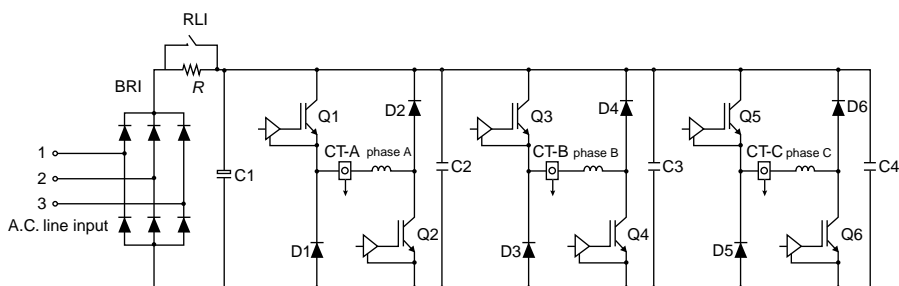 RLI
BRI
R
1
2
3
A.C. line input
C1
Q1
D2
CT-A phase A
D1
Q2
C2
Q3
D4
CT-B phase B
D3
Q4
C3
Q5
D6
CT-C phase C
D5
Q6
C4